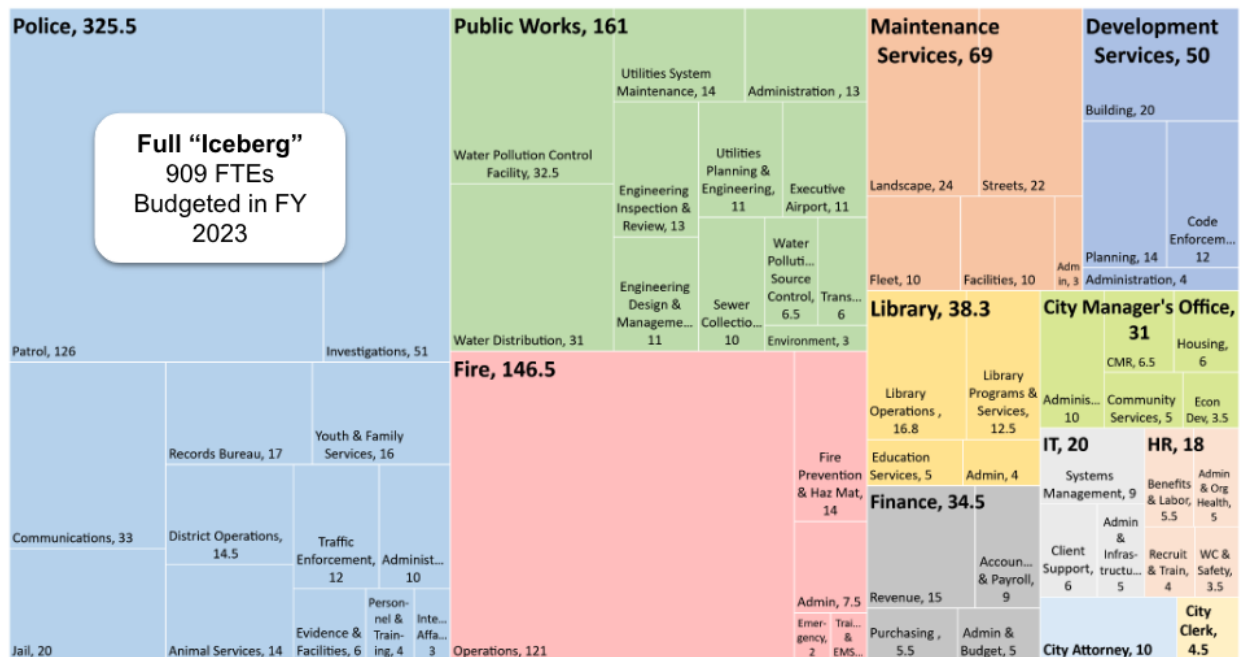 Police, 325.5
Full “Iceberg”
909 FTEs
Budgeted in FY
2023
Patrol, 126
Investigations, 51
Communications, 33
Records Bureau, 17
Youth & Family
Services, 16
Jail, 20
District Operations,
14.5
Animal Services, 14
Traffic
Enforcement,
12
Administ...
10
Evidence &
Facilities, 6
Person-
nel &
Train-
ing, 4
Inte...
Affa...
3
Public Works, 161
Water Pollution Control
Facility, 32.5
Water Distribution, 31
Utilities System
Maintenance, 14
Administration , 13
Engineering
Inspection &
Review, 13
Engineering
Design &
Manageme...
11
Utilities
Planning &
Engineering,
11
Executive
Airport, 11
Sewer
Collectio...
10
Water
Polluti...
Source
Control,
6.5
Trans...
6
Environment, 3
Fire, 146.5
Operations, 121
Fire
Prevention
& Haz Mat,
14
Admin, 7.5
Emer-
gency,
2
Trai...
&
EMS...
Maintenance
Services, 69
Landscape, 24
Streets, 22
Fleet, 10
Facilities, 10
Adm
in, 3
Development
Services, 50
Building, 20
Planning, 14
Code
Enforcem...
12
Administration, 4
Library, 38.3
Library
Operations ,
16.8
Library
Programs &
Services,
12.5
Education
Services, 5
Admin, 4
City Manager's Office,
31
Adminis...
10
CMR, 6.5
Housing,
6
Community
Services, 5
Econ
Dev, 3.5
Finance, 34.5
Revenue, 15
Accoun...
& Payroll,
9
Purchasing ,
5.5
Admin &
Budget, 5
IT, 20
Systems
Management, 9
Client
Support,
6
Admin
&
Infras-
tructu...
5
HR, 18
Benefits
& Labor,
5.5
Admin
& Org
Health,
5
Recruit
& Train,
4
WC &
Safety,
3.5
City Attorney, 10
City
Clerk,
4.5